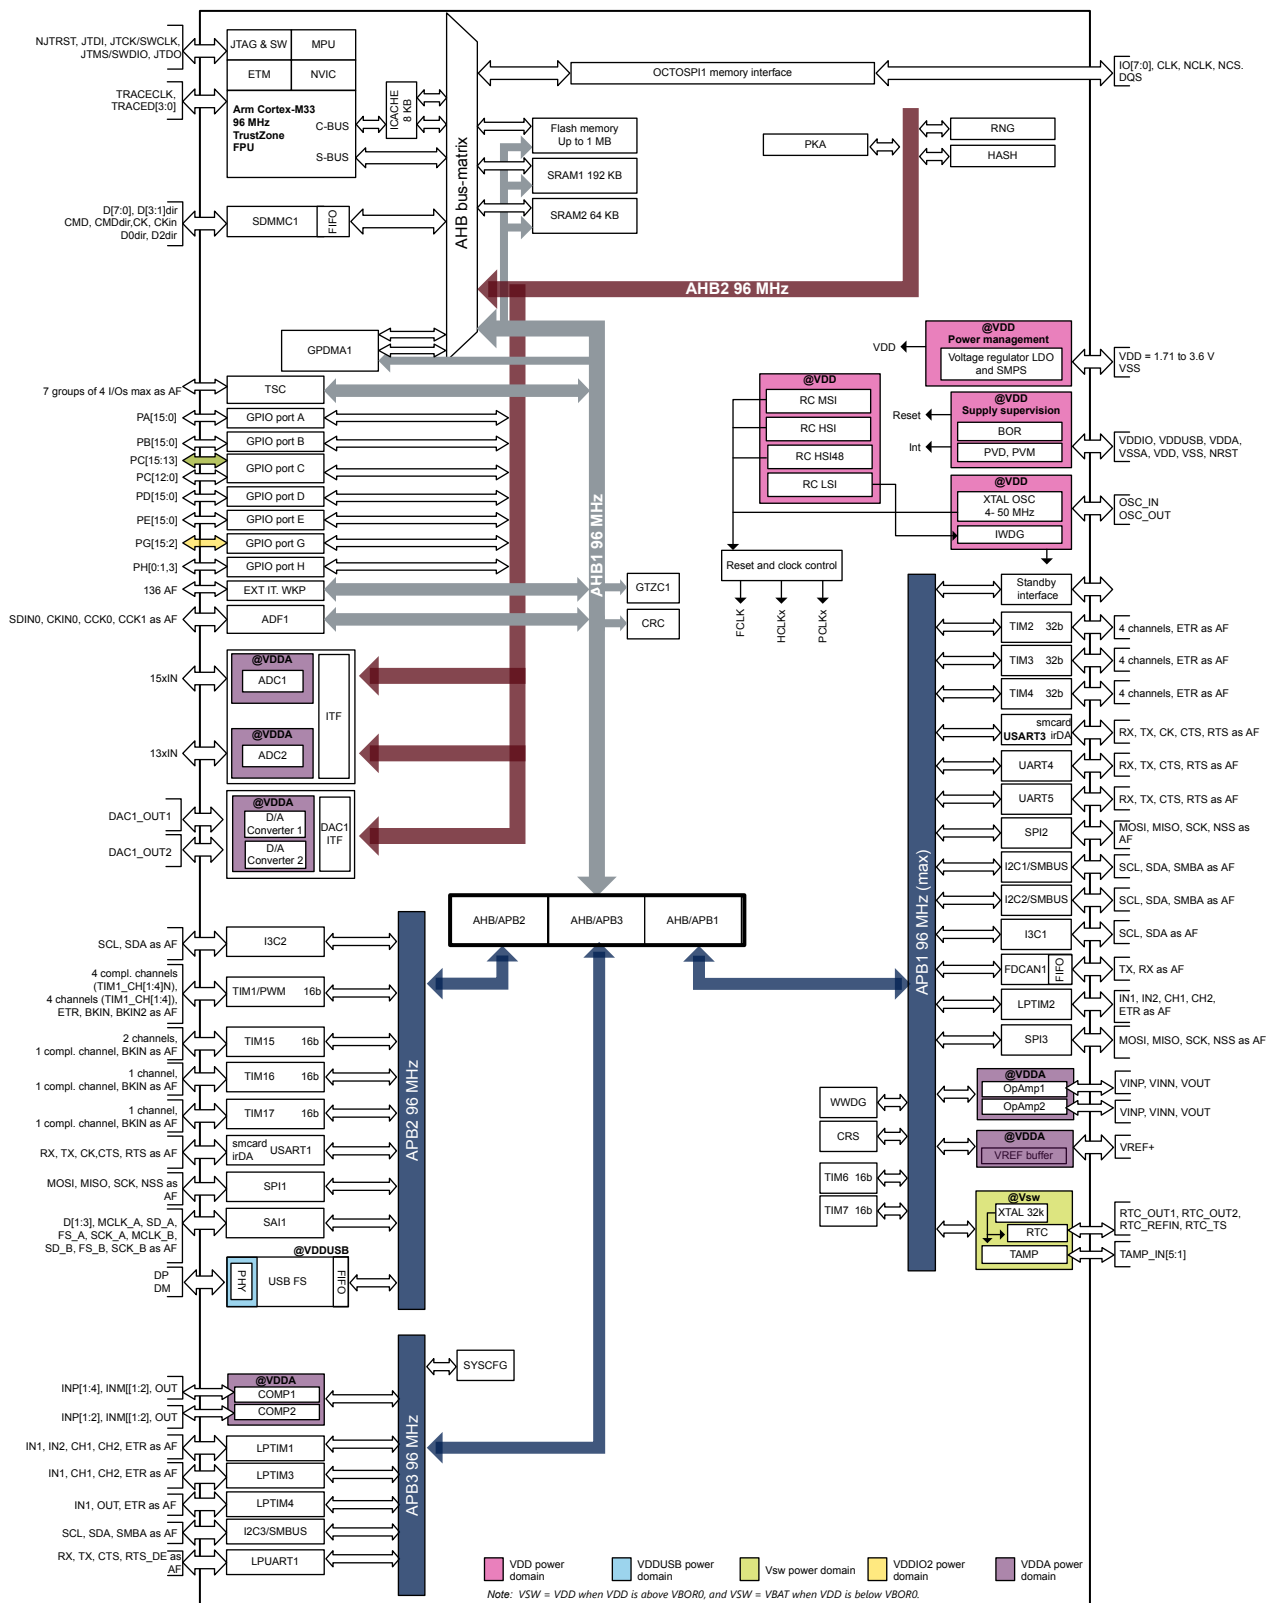 NJTRST, JTDI, JTCK/SWCLK,
JTMS/SWDIO, JTDO
JTAG & SW
MPU
ETM
NVIC
TRACECLK,
TRACED[3:0]
Arm Cortex-M33
96 MHz
TrustZone
FPU
C-BUS
S-BUS
ICACHE
8 KB
AHB bus-matrix
OCTOSPI1 memory interface
IO[7:0], CLK, NCLK, NCS.
DQS
Flash memory
Up to 1 MB
SRAM1 192 KB
SRAM2 64 KB
PKA
RNG
HASH
D[7:0], D[3:1]dir
CMD, CMDdir,CK, CKin
D0dir, D2dir
SDMMC1
FIFO
AHB2 96 MHz
GPDMA1
7 groups of 4 I/Os max as AF
TSC
PA[15:0]
GPIO port A
PB[15:0]
GPIO port B
PC[15:13]
PC[12:0]
GPIO port C
PD[15:0]
GPIO port D
PE[15:0]
GPIO port E
PG[15:2]
GPIO port G
PH[0:1,3]
GPIO port H
136 AF
EXT IT. WKP
SDIN0, CKIN0, CCK0, CCK1 as AF
ADF1
AHB1 96 MHz
GTZC1
CRC
@VDD
Power management
Voltage regulator LDO
and SMPS
VDD
VDD = 1.71 to 3.6 V
VSS
@VDD
RC MSI
RC HSI
RC HSI48
RC LSI
@VDD
Supply supervision
BOR
PVD, PVM
Reset
Int
VDDIO, VDDUSB, VDDA,
VSSA, VDD, VSS, NRST
@VDD
XTAL OSC
4- 50 MHz
IWDG
OSC_IN
OSC_OUT
Reset and clock control
FCLK
HCLKx
PCLKx
Standby
interface
15xIN
@VDDA
ADC1
ITF
13xIN
@VDDA
ADC2
DAC1_OUT1
DAC1_OUT2
@VDDA
D/A
Converter 1
D/A
Converter 2
DAC1
ITF
AHB/APB2
AHB/APB3
AHB/APB1
APB1 96 MHz (max)
TIM2 32b
4 channels, ETR as AF
TIM3 32b
4 channels, ETR as AF
TIM4 32b
4 channels, ETR as AF
smcard
USART3 irDA
RX, TX, CK, CTS, RTS as AF
UART4
RX, TX, CTS, RTS as AF
UART5
RX, TX, CTS, RTS as AF
SPI2
MOSI, MISO, SCK, NSS as
AF
I2C1/SMBUS
SCL, SDA, SMBA as AF
I2C2/SMBUS
SCL, SDA, SMBA as AF
I3C1
SCL, SDA as AF
FDCAN1
FIFO
TX, RX as AF
LPTIM2
IN1, IN2, CH1, CH2,
ETR as AF
SPI3
MOSI, MISO, SCK, NSS as AF
@VDDA
OpAmp1
OpAmp2
VINP, VINN, VOUT
VINP, VINN, VOUT
@VDDA
VREF buffer
VREF+
WWDG
CRS
TIM6 16b
TIM7 16b
@Vsw
XTAL 32k
RTC
TAMP
RTC_OUT1, RTC_OUT2,
RTC_REFIN, RTC_TS
TAMP_IN[5:1]
SCL, SDA as AF
I3C2
4 compl. channels
(TIM1_CH[1:4]N),
4 channels (TIM1_CH[1:4]),
ETR, BKIN, BKIN2 as AF
TIM1/PWM 16b
2 channels,
1 compl. channel, BKIN as AF
TIM15 16b
1 channel,
1 compl. channel, BKIN as AF
TIM16 16b
1 channel,
1 compl. channel, BKIN as AF
TIM17 16b
RX, TX, CK,CTS, RTS as AF
smcard
irDA USART1
MOSI, MISO, SCK, NSS as
AF
SPI1
D[1:3], MCLK_A, SD_A,
FS_A, SCK_A, MCLK_B,
SD_B, FS_B, SCK_B as AF
SAI1
@VDDUSB
DP
DM
PHY
USB FS
FIFO
APB2 96 MHz
SYSCFG
APB3 96 MHz
INP[1:4], INM[[1:2], OUT
INP[1:2], INM[[1:2], OUT
@VDDA
COMP1
COMP2
IN1, IN2, CH1, CH2, ETR as AF
LPTIM1
IN1, CH1, CH2, ETR as AF
LPTIM3
IN1, OUT, ETR as AF
LPTIM4
SCL, SDA, SMBA as AF
I2C3/SMBUS
RX, TX, CTS, RTS_DE as
AF
LPUART1
VDD power
domain
VDDUSB power
domain
Vsw power domain
VDDIO2 power
domain
VDDA power
domain
Note: VSW = VDD when VDD is above VBOR0, and VSW = VBAT when VDD is below VBOR0.